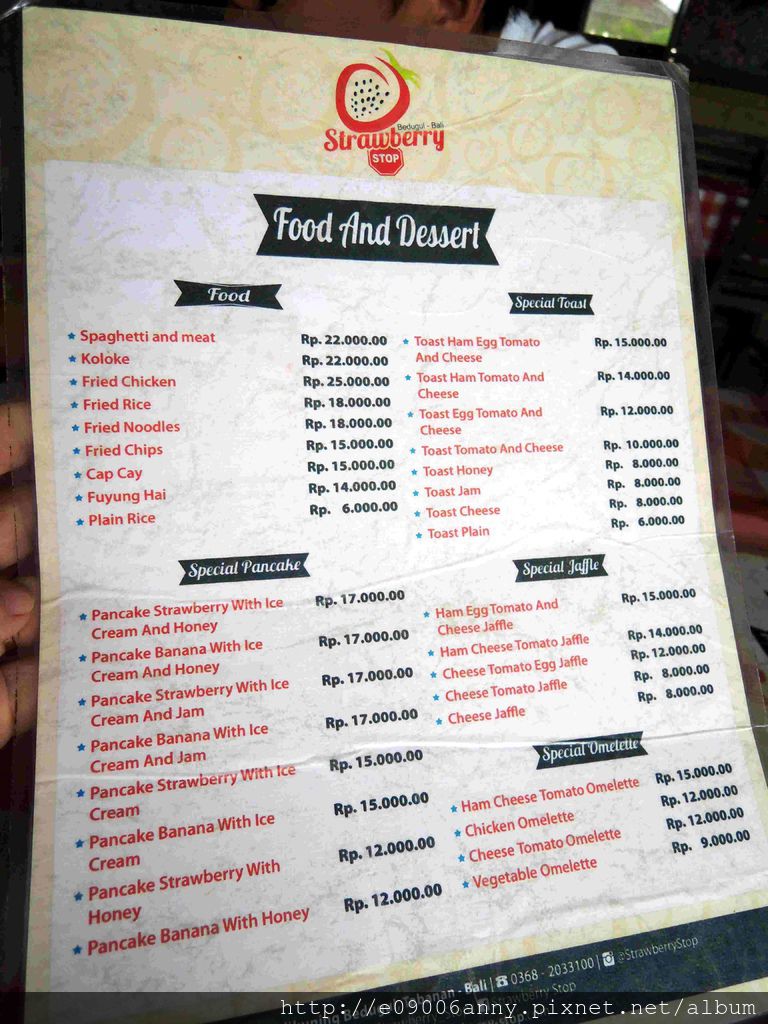 Bedugul - Bali
Strawberry
STOP
Food And Dessert
Food
Spaghetti and meat Rp. 22.000.00
Koloke Rp. 22.000.00
Fried Chicken Rp. 25.000.00
Fried Rice Rp. 18.000.00
Fried Noodles Rp. 18.000.00
Fried Chips Rp. 15.000.00
Cap Cay Rp. 15.000.00
Fuyung Hai Rp. 14.000.00
Plain Rice Rp. 6.000.00
Special Toast
Toast Ham Egg Tomato Rp. 15.000.00
And Cheese
Toast Ham Tomato And Rp. 14.000.00
Cheese
Toast Egg Tomato And Rp. 12.000.00
Cheese
Toast Tomato And Cheese Rp. 10.000.00
Toast Honey Rp. 8.000.00
Toast Jam Rp. 8.000.00
Toast Cheese Rp. 8.000.00
Toast Plain Rp. 6.000.00
Special Pancake
Pancake Strawberry With Ice Rp. 17.000.00
Cream And Honey
Pancake Banana With Ice Rp. 17.000.00
Cream And Honey
Pancake Strawberry With Ice Rp. 17.000.00
Cream And Jam
Pancake Banana With Ice Rp. 17.000.00
Cream And Jam
Pancake Strawberry With Ice Rp. 15.000.00
Cream
Pancake Banana With Ice Rp. 15.000.00
Cream
Pancake Strawberry With Rp. 12.000.00
Honey
Pancake Banana With Honey Rp. 12.000.00
Special Jaffle
Ham Egg Tomato And Rp. 15.000.00
Cheese Jaffle
Ham Cheese Tomato Jaffle Rp. 14.000.00
Cheese Tomato Egg Jaffle Rp. 12.000.00
Cheese Tomato Jaffle Rp. 8.000.00
Cheese Jaffle Rp. 8.000.00
Special Omelette
Ham Cheese Tomato Omelette Rp. 15.000.00
Chicken Omelette Rp. 12.000.00
Cheese Tomato Omelette Rp. 12.000.00
Vegetable Omelette Rp. 9.000.00
- Bali | 0368 - 2033100 | @StrawberryStop
Strawberry Stop
http://e09006anny.pixnet.net/album